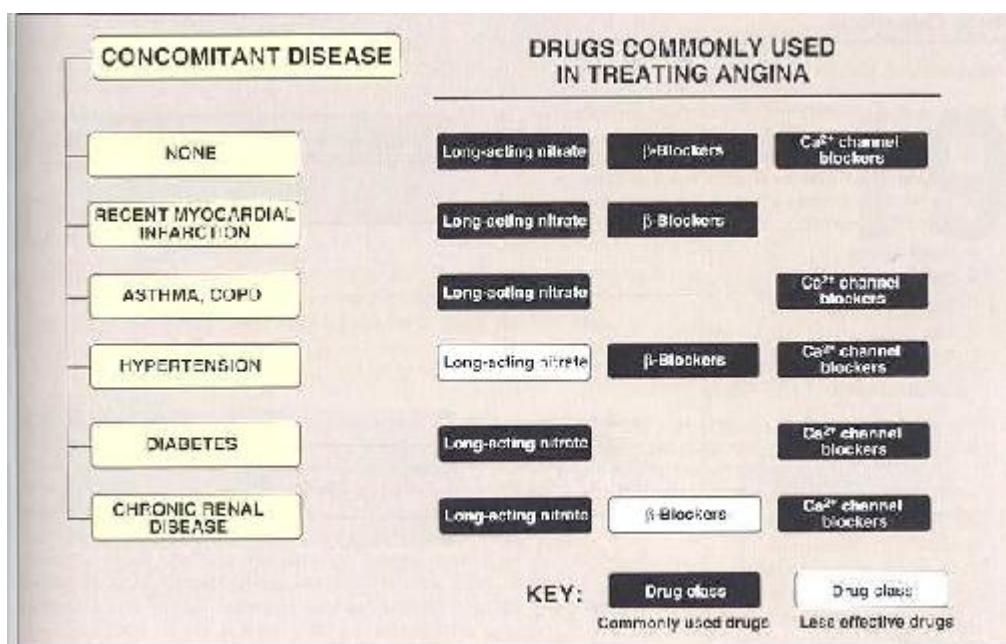 CONCOMITANT DISEASE
DRUGS COMMONLY USED
IN TREATING ANGINA
NONE
Long-acting nitrate
β-Blockers
Ca²⁺ channel
blockers
RECENT MYOCARDIAL
INFARCTION
Long-acting nitrate
β-Blockers
ASTHMA, COPD
Long-acting nitrate
Ca²⁺ channel
blockers
HYPERTENSION
Long-acting nitrate
β-Blockers
Ca²⁺ channel
blockers
DIABETES
Long-acting nitrate
Ca²⁺ channel
blockers
CHRONIC RENAL
DISEASE
Long-acting nitrate
β-Blockers
Ca²⁺ channel
blockers
KEY:
Drug class
Commonly used drugs
Drug class
Less effective drugs